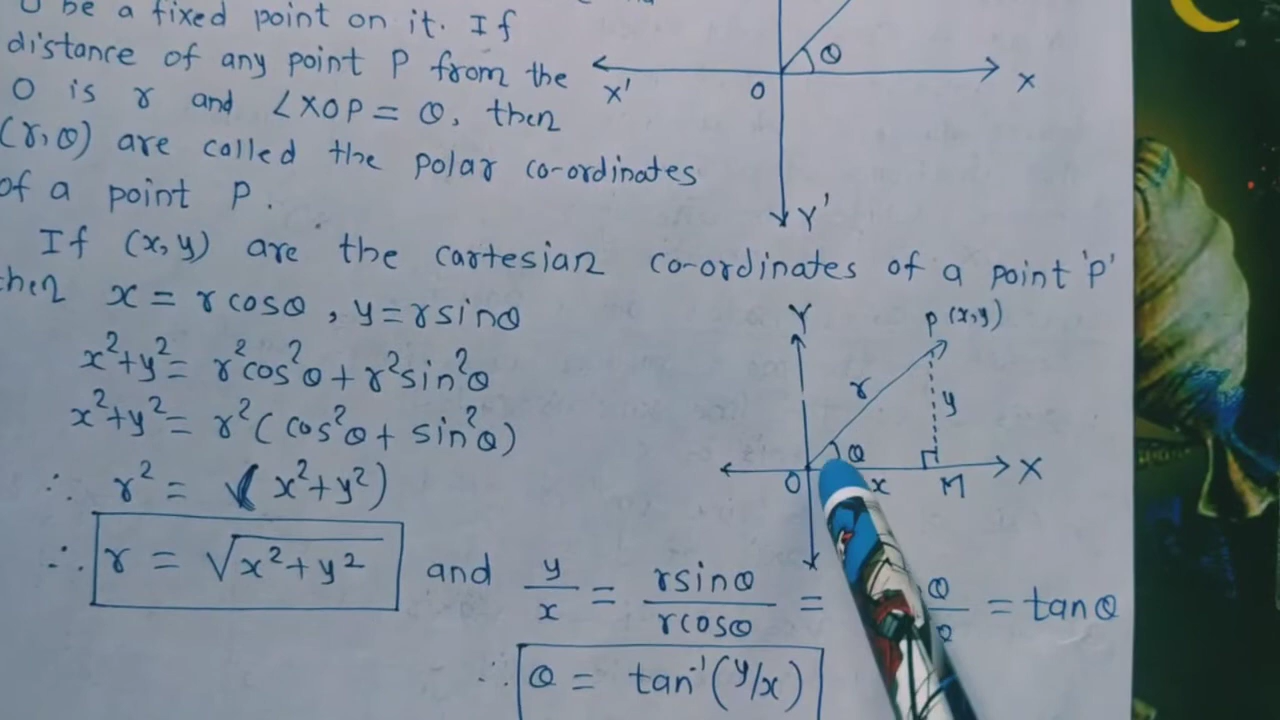 O be a fixed point on it. If
distance of any point P from the
O is r and ∠XOP = θ, then
(r,θ) are called the polar co-ordinates
of a point P.
If (x,y) are the cartesian co-ordinates of a point 'P'
then x = r cosθ, y = r sinθ
x²+y² = r²cos²θ + r²sin²θ
x²+y² = r²(cos²θ + sin²θ)
∴ r² = (x²+y²)
∴ r = √x²+y² and y/x = rsinθ/rcosθ = θ/θ = tanθ
∴ θ = tan⁻¹(y/x)
θ
X'
O
X
Y'
Y
P (x,y)
r
y
θ
O
x
M
X